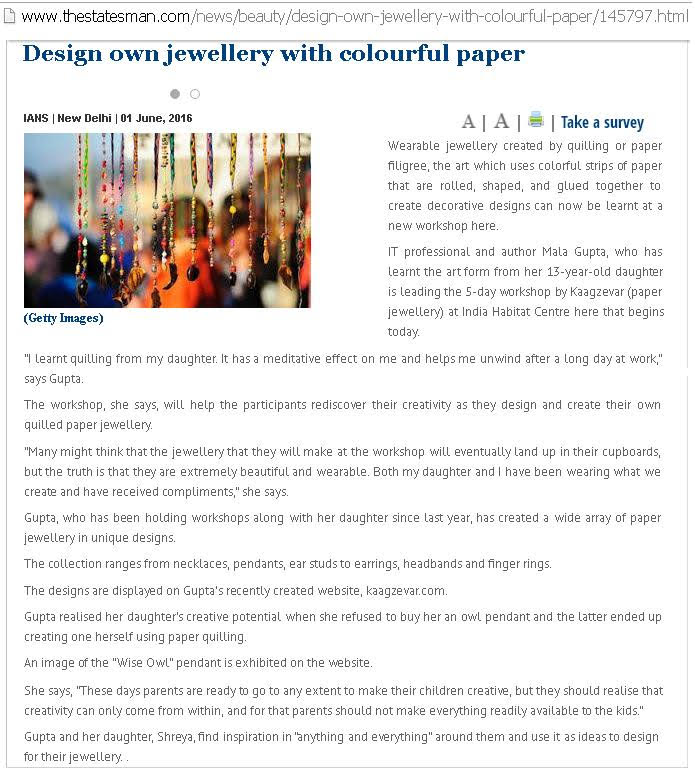 www.thestatesman.com/news/beauty/design-own-jewellery-with-colourful-paper/145797.html
Design own jewellery with colourful paper
IANS | New Delhi | 01 June, 2016
A | A | | Take a survey
(Getty Images)
Wearable jewellery created by quilling or paper
filigree, the art which uses colorful strips of paper
that are rolled, shaped, and glued together to
create decorative designs can now be learnt at a
new workshop here.
IT professional and author Mala Gupta, who has
learnt the art form from her 13-year-old daughter
is leading the 5-day workshop by Kaagzevar (paper
jewellery) at India Habitat Centre here that begins
today.
"I learnt quilling from my daughter. It has a meditative effect on me and helps me unwind after a long day at work,"
says Gupta.
The workshop, she says, will help the participants rediscover their creativity as they design and create their own
quilled paper jewellery.
"Many might think that the jewellery that they will make at the workshop will eventually land up in their cupboards,
but the truth is that they are extremely beautiful and wearable. Both my daughter and I have been wearing what we
create and have received compliments," she says.
Gupta, who has been holding workshops along with her daughter since last year, has created a wide array of paper
jewellery in unique designs.
The collection ranges from necklaces, pendants, ear studs to earrings, headbands and finger rings.
The designs are displayed on Gupta's recently created website, kaagzevar.com.
Gupta realised her daughter's creative potential when she refused to buy her an owl pendant and the latter ended up
creating one herself using paper quilling.
An image of the "Wise Owl" pendant is exhibited on the website.
She says, "These days parents are ready to go to any extent to make their children creative, but they should realise that
creativity can only come from within, and for that parents should not make everything readily available to the kids."
Gupta and her daughter, Shreya, find inspiration in "anything and everything" around them and use it as ideas to design
for their jewellery. .